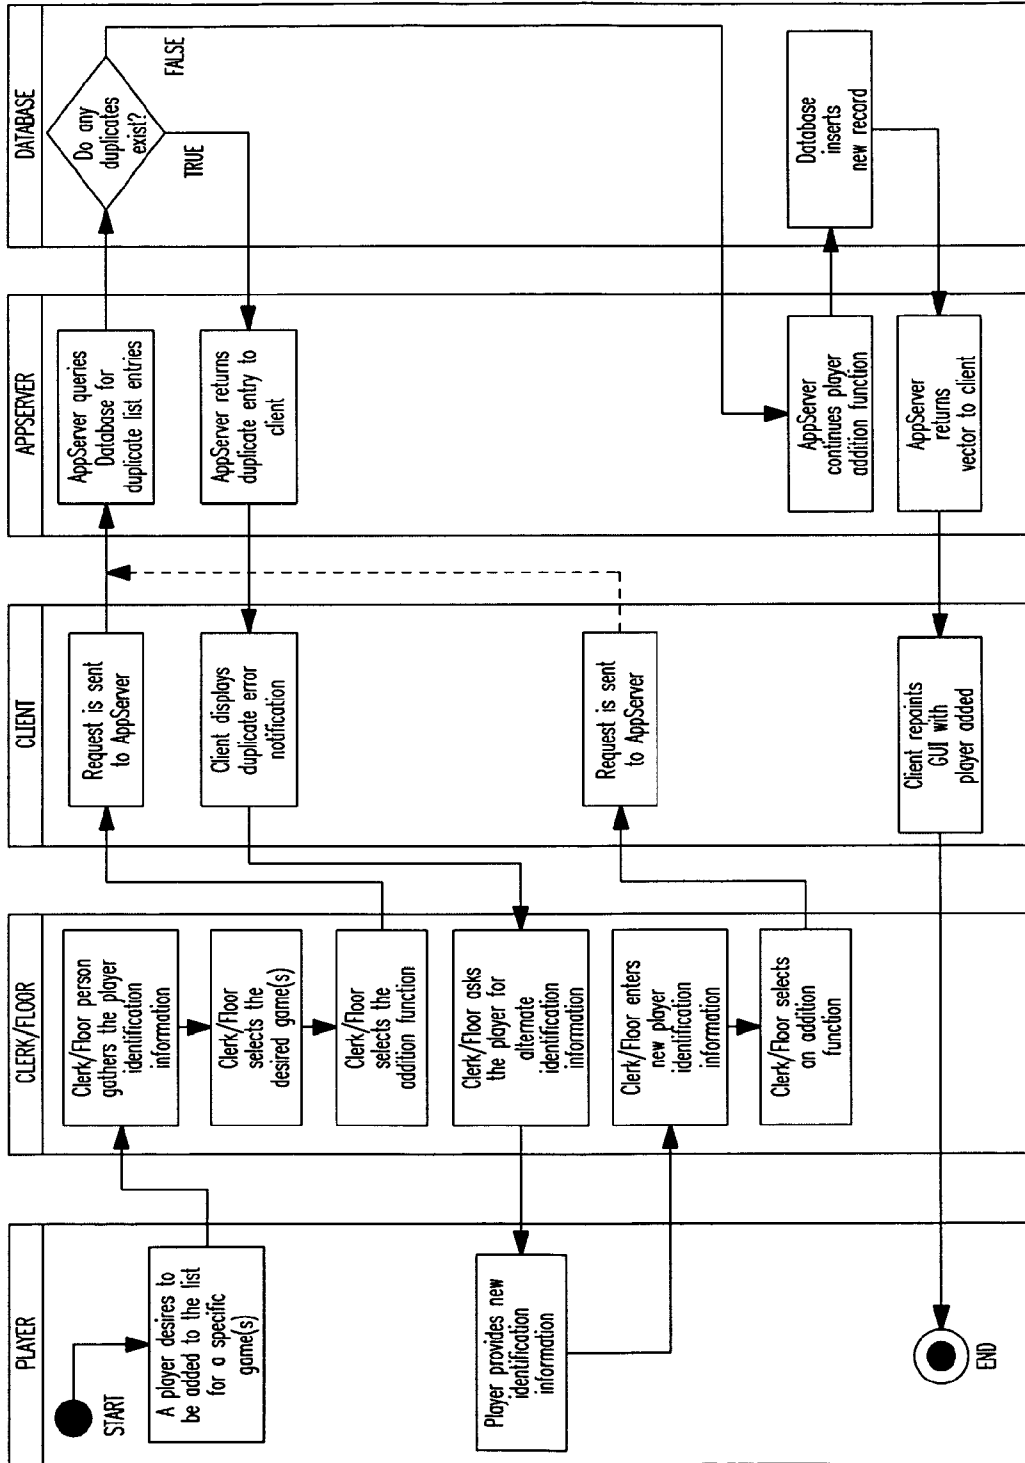 PLAYER
START
A player desires to
be added to the list
for a specific
game(s)
Player provides new
identification
information
END
CLERK/FLOOR
Clerk/Floor person
gathers the player
identification
information
Clerk/Floor
selects the
desired game(s)
Clerk/Floor
selects the
addition function
Clerk/Floor asks
the player for
alternate
identification
information
Clerk/Floor enters
new player
identification
information
Clerk/Floor selects
an addition
function
CLIENT
Request is sent
to AppServer
Client displays
duplicate error
notification
Request is sent
to AppServer
Client repaints
GUI with
player added
APPSERVER
AppServer queries
Database for
duplicate list entries
AppServer returns
duplicate entry to
client
AppServer
continues player
addition function
AppServer
returns
vector to client
DATABASE
Do any
duplicates
exist?
TRUE
FALSE
Database
inserts
new record